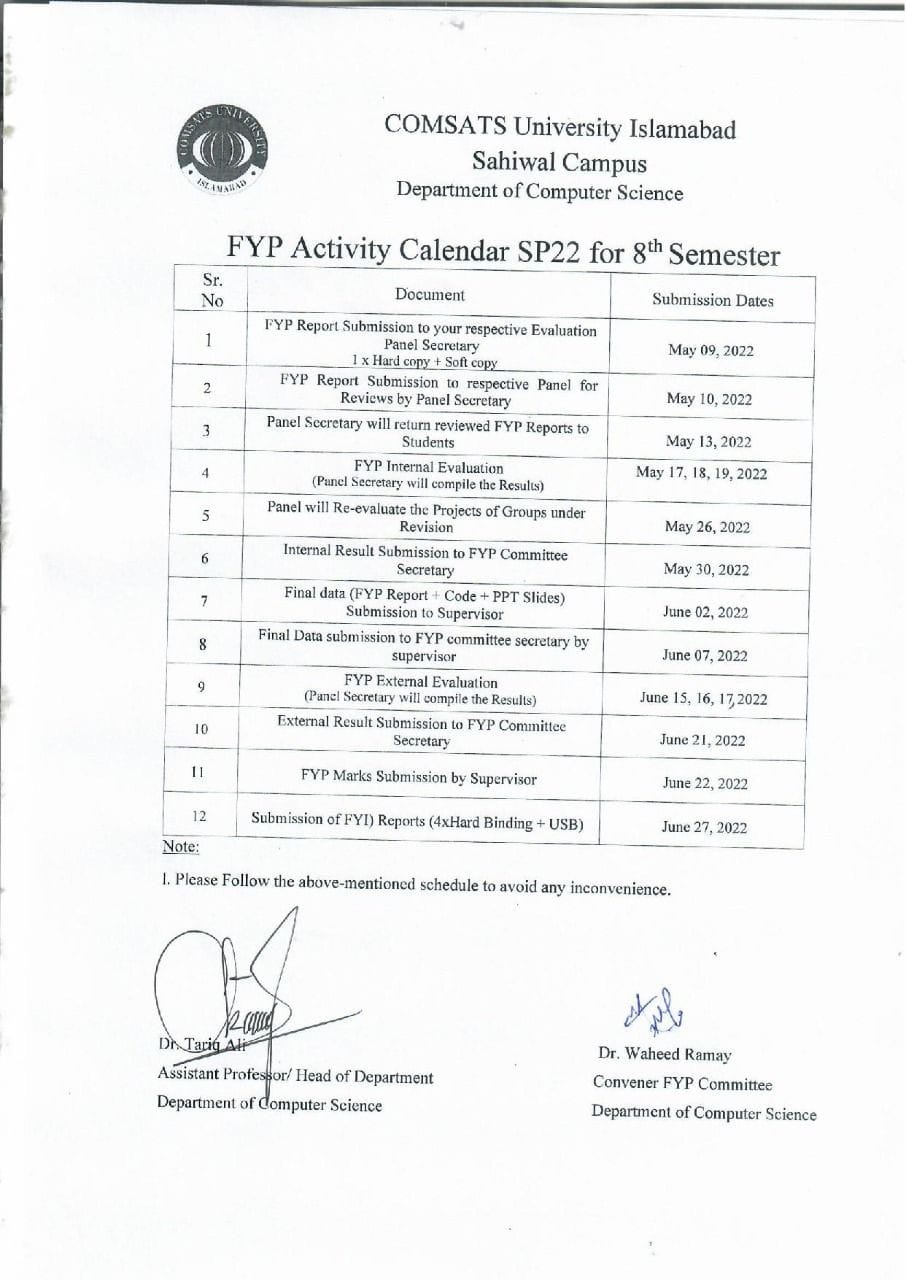 COMSATS UNIVERSITY
ISLAMABAD
COMSATS University Islamabad
Sahiwal Campus
Department of Computer Science
FYP Activity Calendar SP22 for 8th Semester
Sr. No Document Submission Dates
1 FYP Report Submission to your respective Evaluation
Panel Secretary
1 x Hard copy + Soft copy May 09, 2022
2 FYP Report Submission to respective Panel for
Reviews by Panel Secretary May 10, 2022
3 Panel Secretary will return reviewed FYP Reports to
Students May 13, 2022
4 FYP Internal Evaluation
(Panel Secretary will compile the Results) May 17, 18, 19, 2022
5 Panel will Re-evaluate the Projects of Groups under
Revision May 26, 2022
6 Internal Result Submission to FYP Committee
Secretary May 30, 2022
7 Final data (FYP Report + Code + PPT Slides)
Submission to Supervisor June 02, 2022
8 Final Data submission to FYP committee secretary by
supervisor June 07, 2022
9 FYP External Evaluation
(Panel Secretary will compile the Results) June 15, 16, 17,2022
10 External Result Submission to FYP Committee
Secretary June 21, 2022
11 FYP Marks Submission by Supervisor June 22, 2022
12 Submission of FYI) Reports (4xHard Binding + USB) June 27, 2022
Note:
1. Please Follow the above-mentioned schedule to avoid any inconvenience.
Dr. Tariq Ali
Assistant Professor/ Head of Department
Department of Computer Science
Dr. Waheed Ramay
Convener FYP Committee
Department of Computer Science